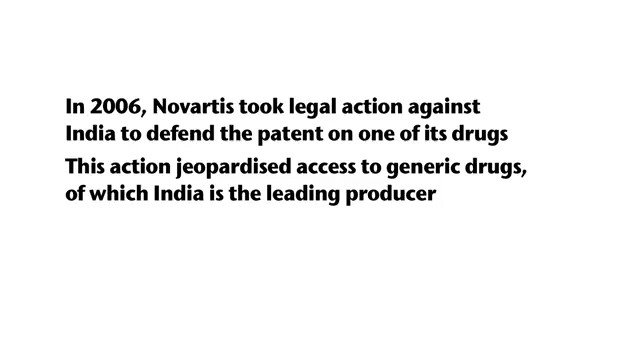 In 2006, Novartis took legal action against
India to defend the patent on one of its drugs
This action jeopardised access to generic drugs,
of which India is the leading producer